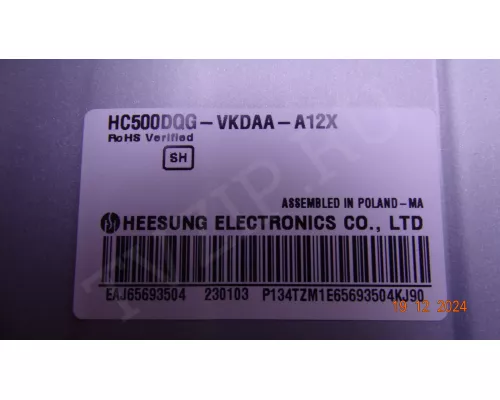 HC500DQG-VKDAA-A12X
RoHS Verified
SH
ASSEMBLED IN POLAND-MA
HEESUNG ELECTRONICS CO., LTD
EAJ65693504 230103 P134TZM1E65693504KJ90
19 12 2024